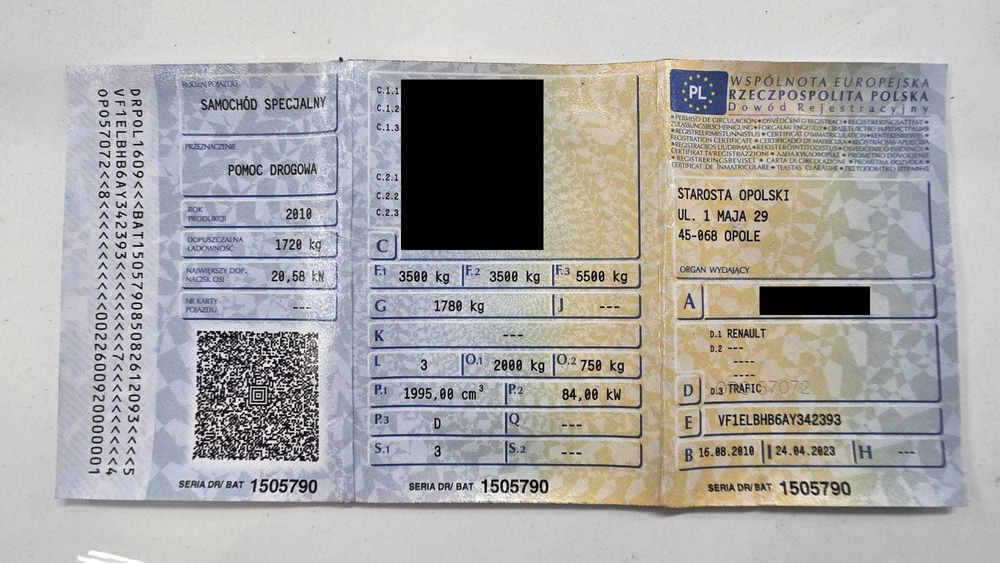 DRPOL1609<<BAT150579085082612093<<<<5
VF1ELBHB6AY342393<<<<<<<<<7<<<<<<<<4
OP057072<<8<<<<<<<<0022600920000001
RODZAJ POJAZDU
SAMOCHÓD SPECJALNY
PRZEZNACZENIE
POMOC DROGOWA
ROK PRODUKCJI 2010
DOPUSZCZALNA ŁADOWNOŚĆ 1720 kg
NAJWIĘKSZY DOP. NACISK OSI 20,58 kN
NR KARTY POJAZDU ---
SERIA DR/ BAT 1505790
C.1.1
C.1.2
C.1.3
C.2.1
C.2.2
C.2.3
C
F.1 3500 kg F.2 3500 kg F.3 5500 kg
G 1780 kg J ---
K ---
L 3 O.1 2000 kg O.2 750 kg
P.1 1995,00 cm³ P.2 84,00 kW
P.3 D Q ---
S.1 3 S.2 ---
SERIA DR/ BAT 1505790
PL
WSPÓLNOTA EUROPEJSKA
RZECZPOSPOLITA POLSKA
Dowód Rejestracyjny
STAROSTA OPOLSKI
UL. 1 MAJA 29
45-068 OPOLE
ORGAN WYDAJĄCY
A
D.1 RENAULT
D.2 ----
----
----
D D.3 TRAFIC
E VF1ELBHB6AY342393
B 16.08.2010 I 24.04.2023 H ---
SERIA DR/ BAT 1505790